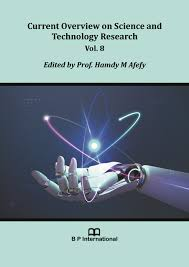 Current Overview on Science and
Technology Research
Vol. 8
Edited by Prof. Hamdy M Afefy
B P International